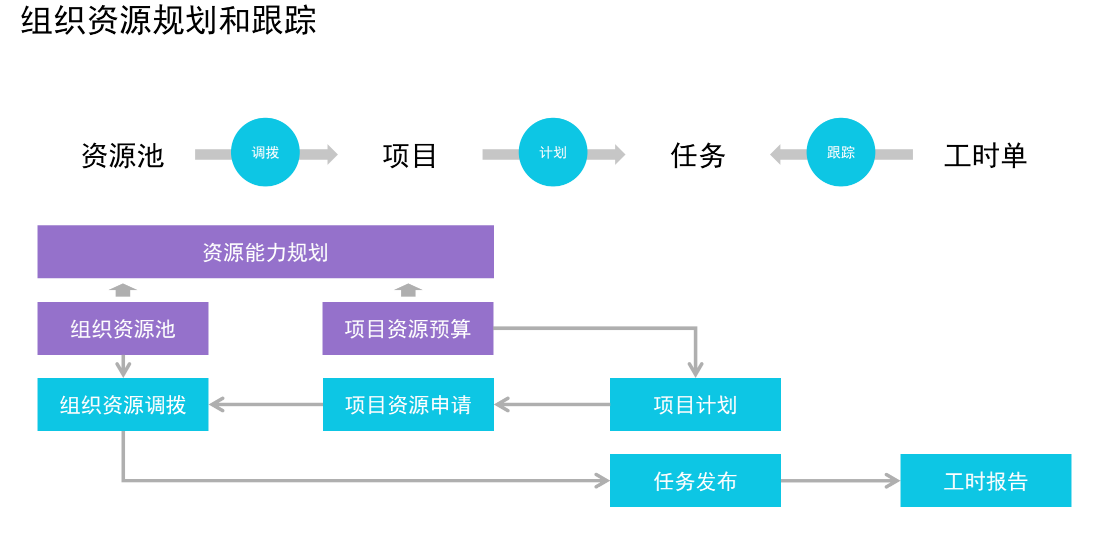 组织资源规划和跟踪
资源池
调拨
项目
计划
任务
跟踪
工时单
资源能力规划
组织资源池
项目资源预算
组织资源调拨
项目资源申请
项目计划
任务发布
工时报告